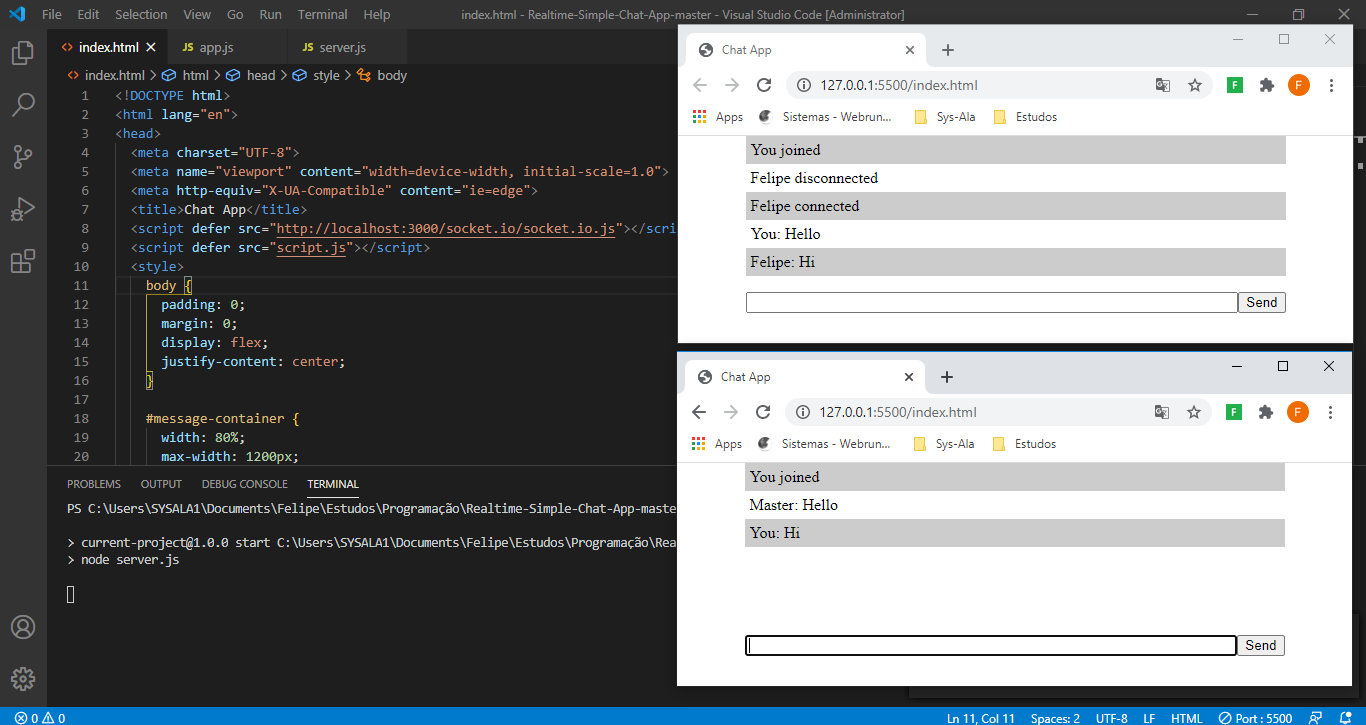 File Edit Selection View Go Run Terminal Help index.html - Realtime-Simple-Chat-App-master - Visual Studio Code [Administrator]
index.html JS app.js JS server.js
index.html > html > head > style > body
1 <!DOCTYPE html>
2 <html lang="en">
3 <head>
4 <meta charset="UTF-8">
5 <meta name="viewport" content="width=device-width, initial-scale=1.0">
6 <meta http-equiv="X-UA-Compatible" content="ie=edge">
7 <title>Chat App</title>
8 <script defer src="http://localhost:3000/socket.io/socket.io.js"></scri
9 <script defer src="script.js"></script>
10 <style>
11 body {
12 padding: 0;
13 margin: 0;
14 display: flex;
15 justify-content: center;
16 }
17
18 #message-container {
19 width: 80%;
20 max-width: 1200px;
PROBLEMS OUTPUT DEBUG CONSOLE TERMINAL
PS C:\Users\SYSALA1\Documents\Felipe\Estudos\Programação\Realtime-Simple-Chat-App-master
> current-project@1.0.0 start C:\Users\SYSALA1\Documents\Felipe\Estudos\Programação\Rea
> node server.js
Chat App
127.0.0.1:5500/index.html F F
Apps Sistemas - Webrun... Sys-Ala Estudos
You joined
Felipe disconnected
Felipe connected
You: Hello
Felipe: Hi
Send
Chat App
127.0.0.1:5500/index.html F F
Apps Sistemas - Webrun... Sys-Ala Estudos
You joined
Master: Hello
You: Hi
Send
0 0 Ln 11, Col 11 Spaces: 2 UTF-8 LF HTML Port : 5500